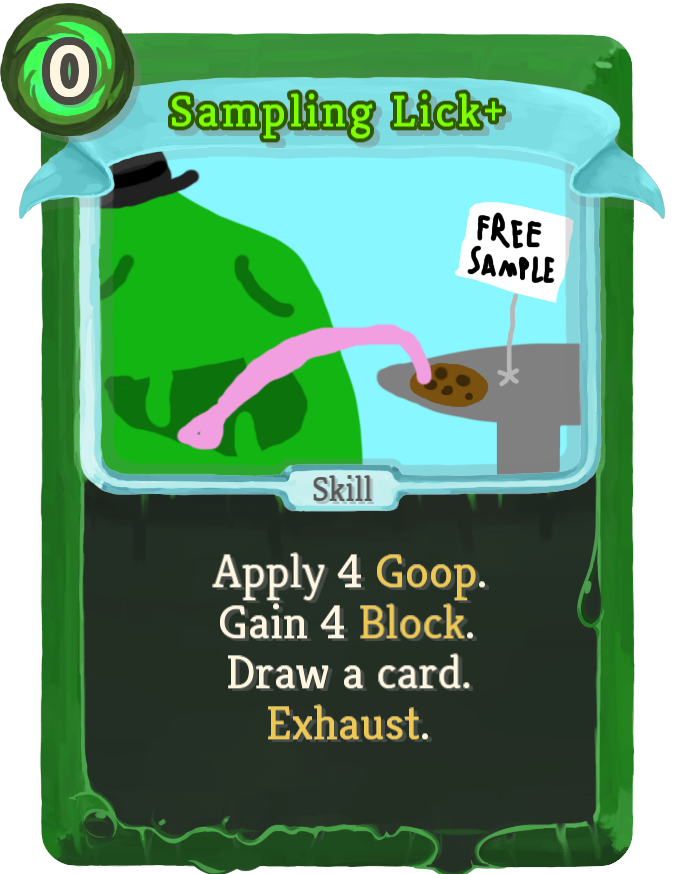 0
Sampling Lick+
FREE
SAMPLE
Skill
Apply 4 Goop.
Gain 4 Block.
Draw a card.
Exhaust.